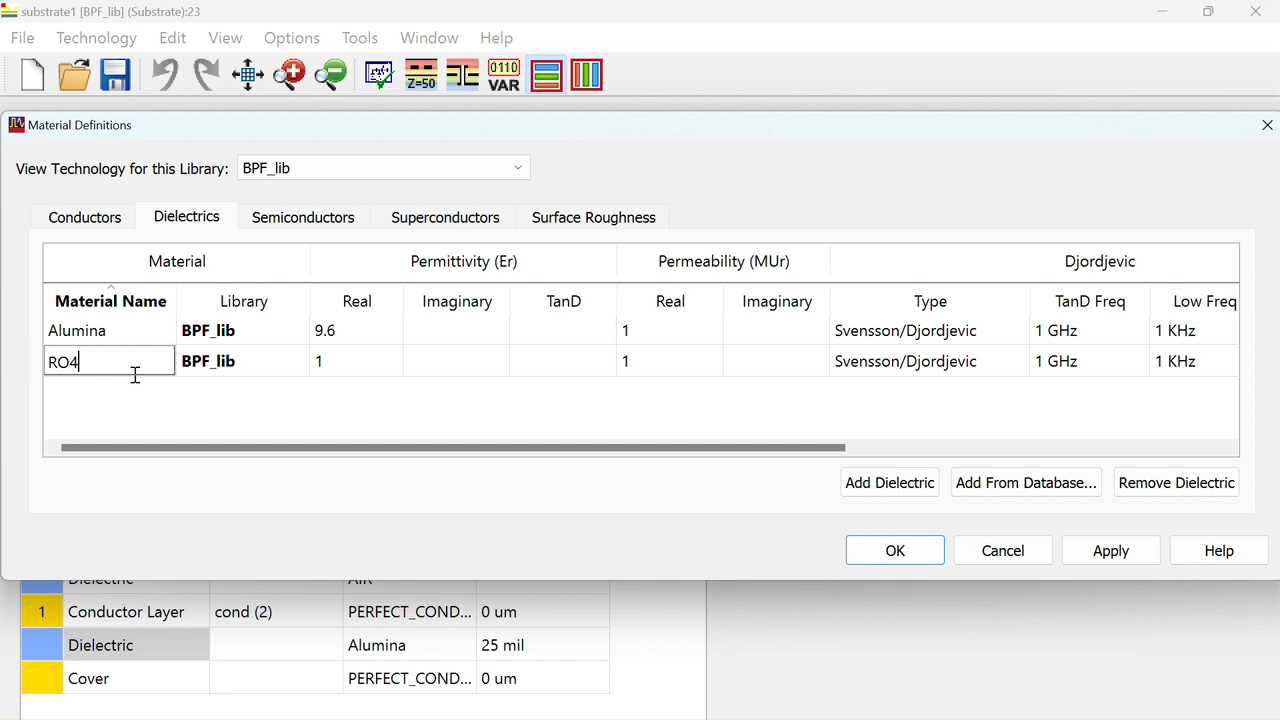 substrate1 [BPF_lib] (Substrate):23
File Technology Edit View Options Tools Window Help
Z=50 0110 VAR
Material Definitions
View Technology for this Library: BPF_lib
Conductors Dielectrics Semiconductors Superconductors Surface Roughness
Material Permittivity (Er) Permeability (MUr) Djordjevic
Material Name Library Real Imaginary TanD Real Imaginary Type TanD Freq Low Freq
Alumina BPF_lib 9.6 1 Svensson/Djordjevic 1 GHz 1 KHz
RO4 BPF_lib 1 1 Svensson/Djordjevic 1 GHz 1 KHz
Add Dielectric Add From Database... Remove Dielectric
OK Cancel Apply Help
Dielectric AIR
1 Conductor Layer cond (2) PERFECT_COND... 0 um
Dielectric Alumina 25 mil
Cover PERFECT_COND... 0 um